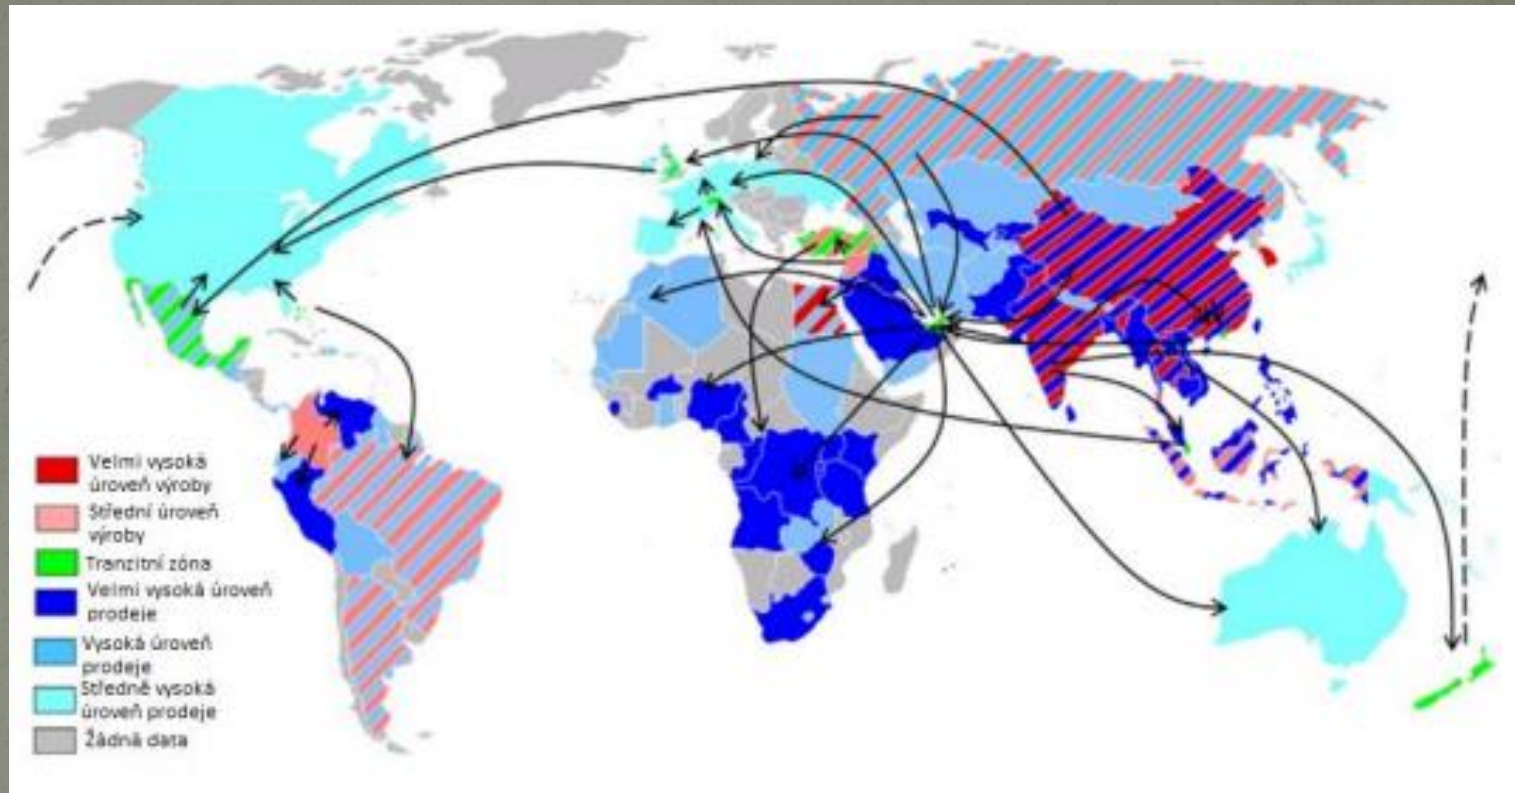 Velmi vysoká
úroveň výroby
Střední úroveň
výroby
Tranzitní zóna
Velmi vysoká úroveň
prodeje
Vysoká úroveň
prodeje
Středně vysoká
úroveň prodeje
Žádná data